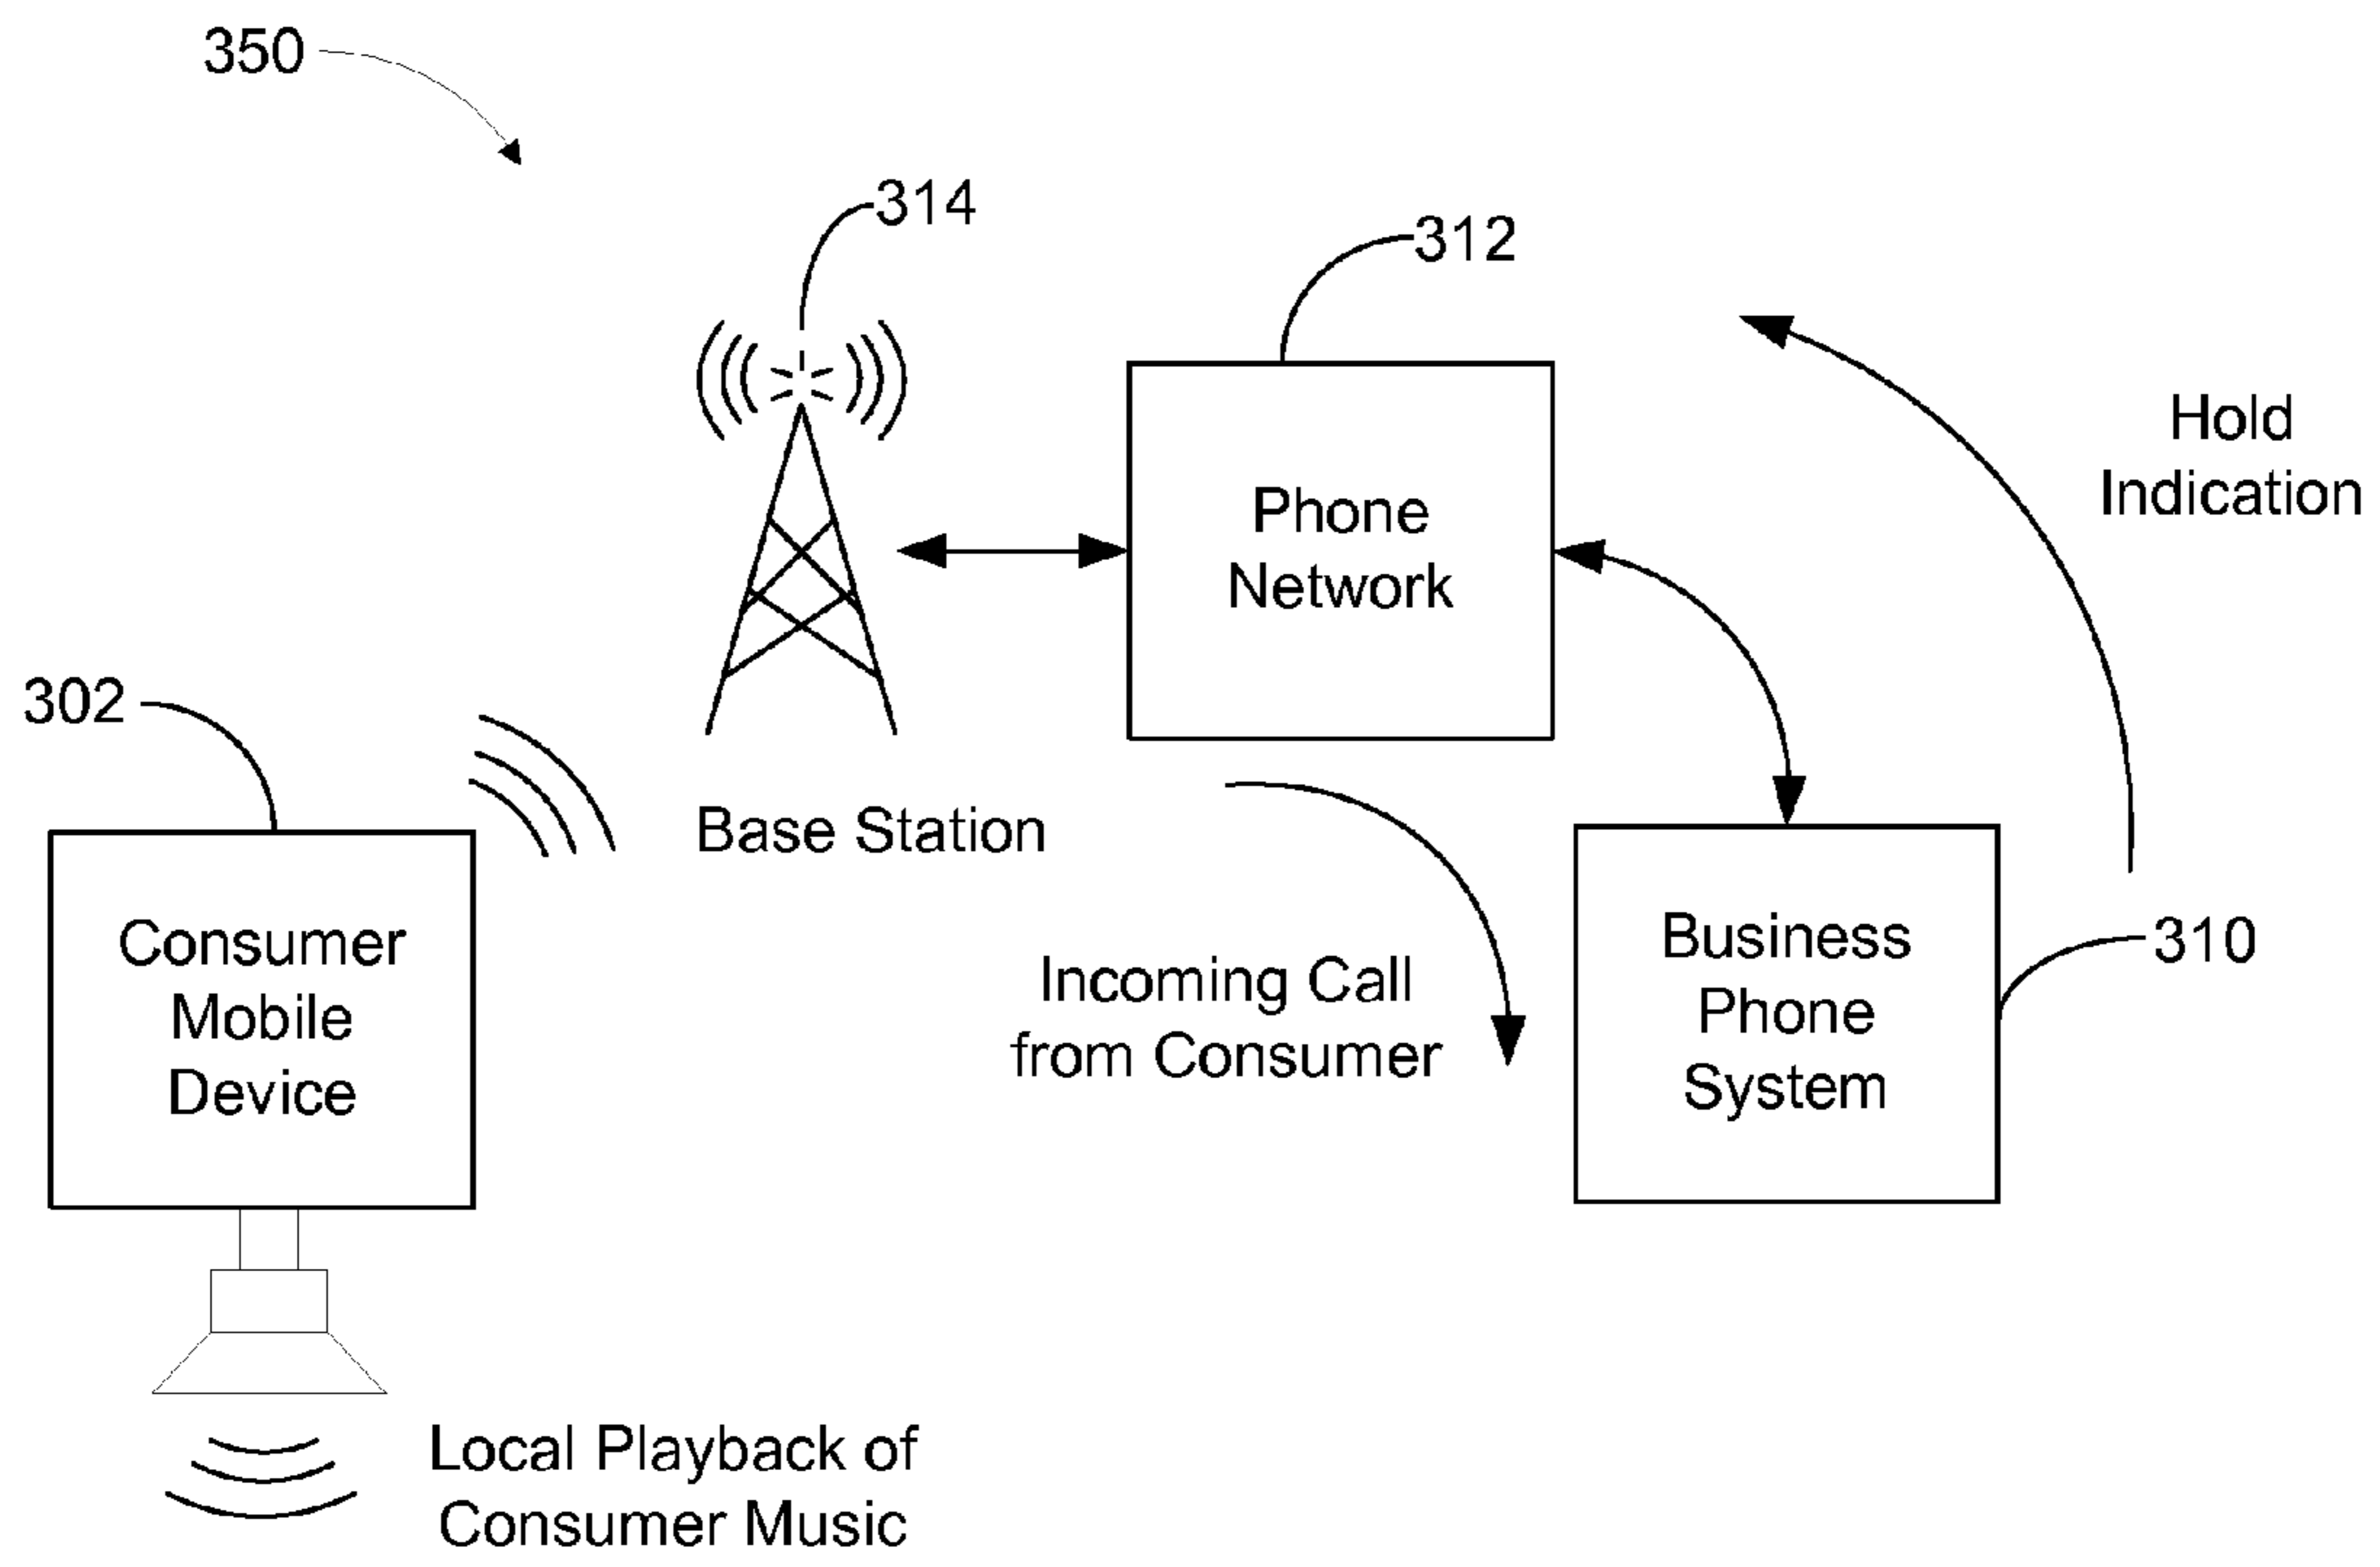 350
314
312
Hold
Indication
Phone
Network
302
Base Station
Consumer
Mobile
Device
Incoming Call
from Consumer
Business
Phone
System
310
Local Playback of
Consumer Music